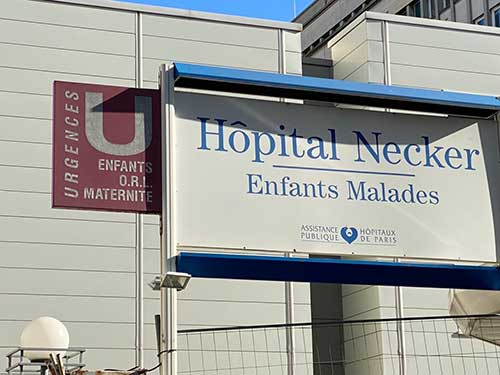 URGENCES
U
ENFANTS
O.R.L.
MATERNITE
Hôpital Necker
Enfants Malades
ASSISTANCE HÔPITAUX
PUBLIQUE DE PARIS